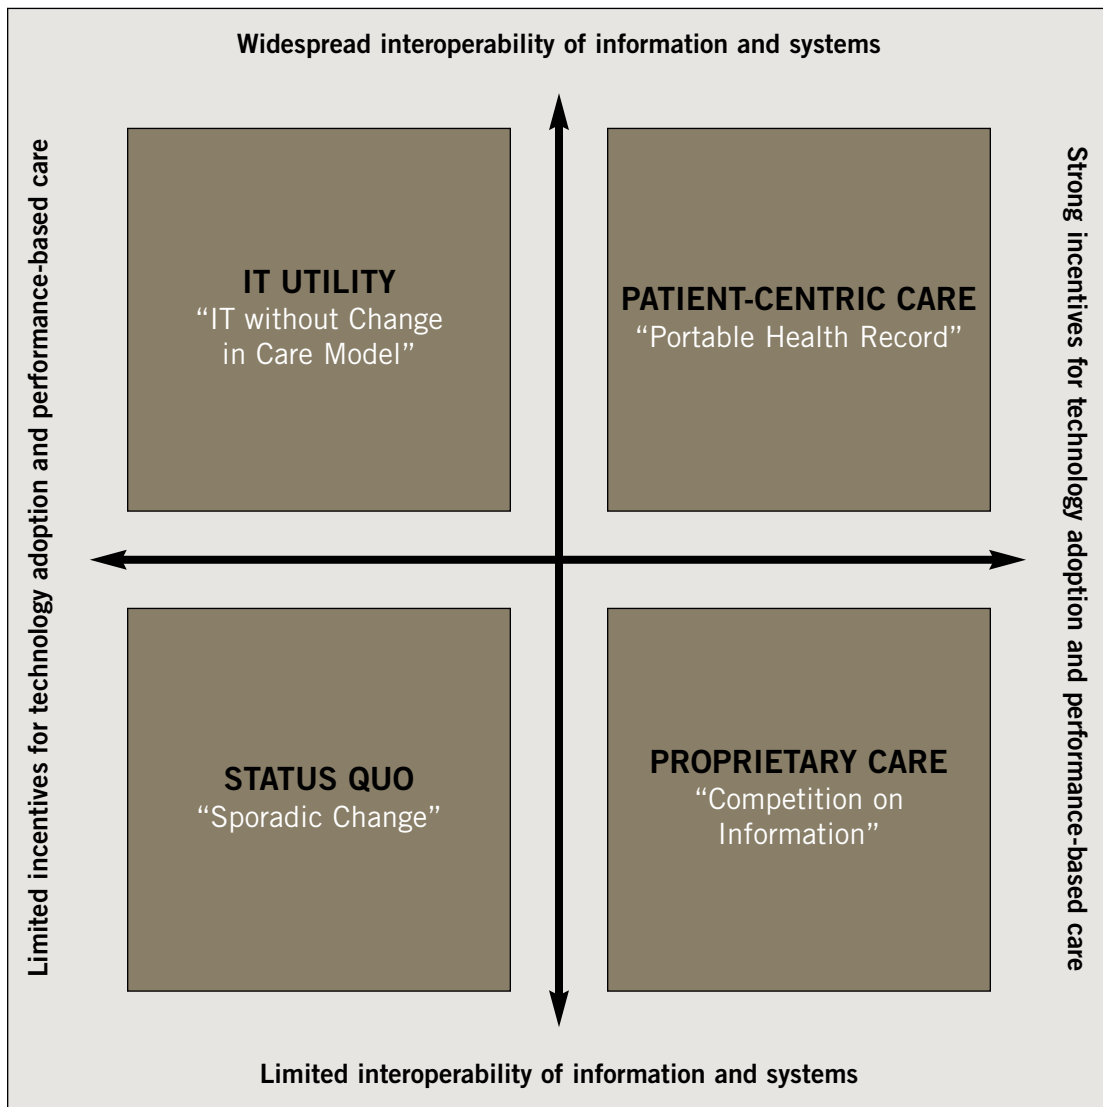 Widespread interoperability of information and systems
Limited incentives for technology adoption and performance-based care
IT UTILITY
“IT without Change
in Care Model”
PATIENT-CENTRIC CARE
“Portable Health Record”
Strong incentives for technology adoption and performance-based care
STATUS QUO
“Sporadic Change”
PROPRIETARY CARE
“Competition on
Information”
Limited interoperability of information and systems